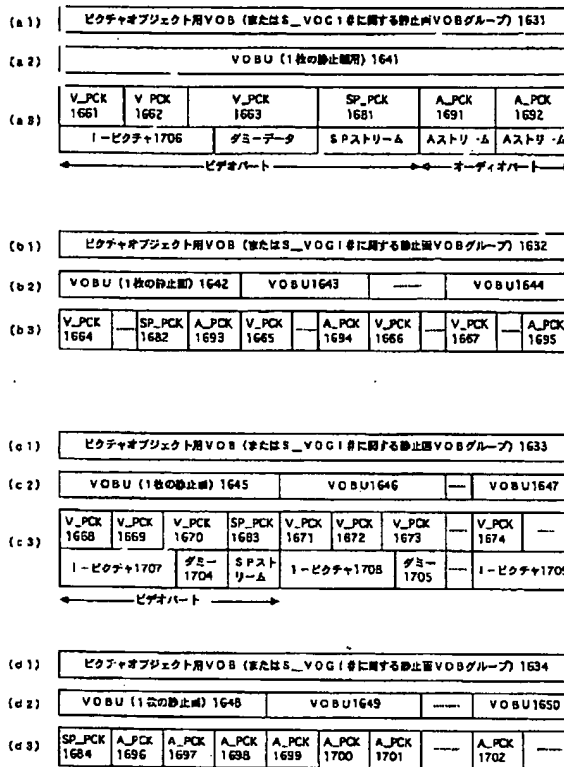 (a1) ピクチャオブジェクト用VOB (またはS_VOGI#に関する静止画VOBグループ) 1631
(a2) VOBU (1枚の静止画用) 1641
V_PCK V_PCK V_PCK SP_PCK A_PCK A_PCK
(a3) 1661 1662 1663 1681 1691 1692
I-ピクチャ1706 ダミーデータ SPストリーム Aストリーム Aストリーム
ビデオパート オーディオパート
(b1) ピクチャオブジェクト用VOB (またはS_VOGI#に関する静止画VOBグループ) 1632
(b2) VOBU (1枚の静止画) 1642 VOBU1643 VOBU1644
(b3) V_PCK SP_PCK A_PCK V_PCK A_PCK V_PCK V_PCK A_PCK
1664 1682 1693 1665 1694 1666 1667 1695
(c1) ピクチャオブジェクト用VOB (またはS_VOGI#に関する静止画VOBグループ) 1633
(c2) VOBU (1枚の静止画) 1645 VOBU1646 VOBU1647
V_PCK V_PCK V_PCK SP_PCK V_PCK V_PCK V_PCK V_PCK
(c3) 1668 1669 1670 1683 1671 1672 1673 1674
I-ピクチャ1707 ダミー 1704 SPストリーム I-ピクチャ1708 ダミー 1705 I-ピクチャ1709
ビデオパート
(d1) ピクチャオブジェクト用VOB (またはS_VOGI#に関する静止画VOBグループ) 1634
(d2) VOBU (1枚の静止画) 1648 VOBU1649 VOBU1650
(d3) SP_PCK A_PCK A_PCK A_PCK A_PCK A_PCK A_PCK A_PCK
1684 1696 1697 1698 1699 1700 1701 1702